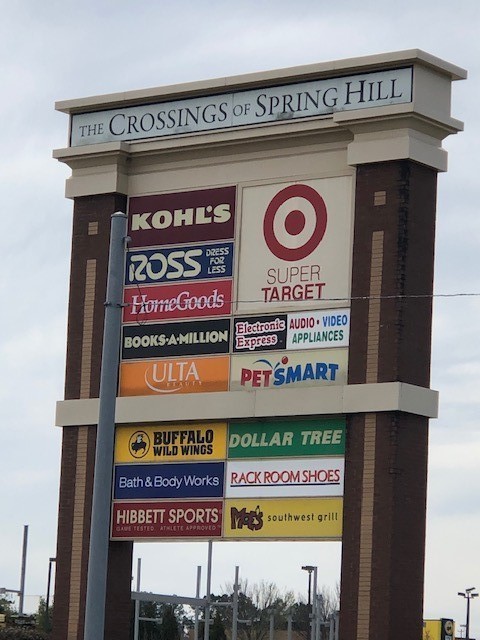 THE CROSSINGS OF SPRING HILL
KOHL'S
ROSS DRESS FOR LESS
HomeGoods
BOOKS-A-MILLION
ULTA
BEAUTY
SUPER
TARGET
Electronic Express AUDIO • VIDEO APPLIANCES
PETSMART
BUFFALO
WILD WINGS
DOLLAR TREE
Bath & Body Works
RACK ROOM SHOES
HIBBETT SPORTS
GAME TESTED. ATHLETE APPROVED.
Moe's southwest grill